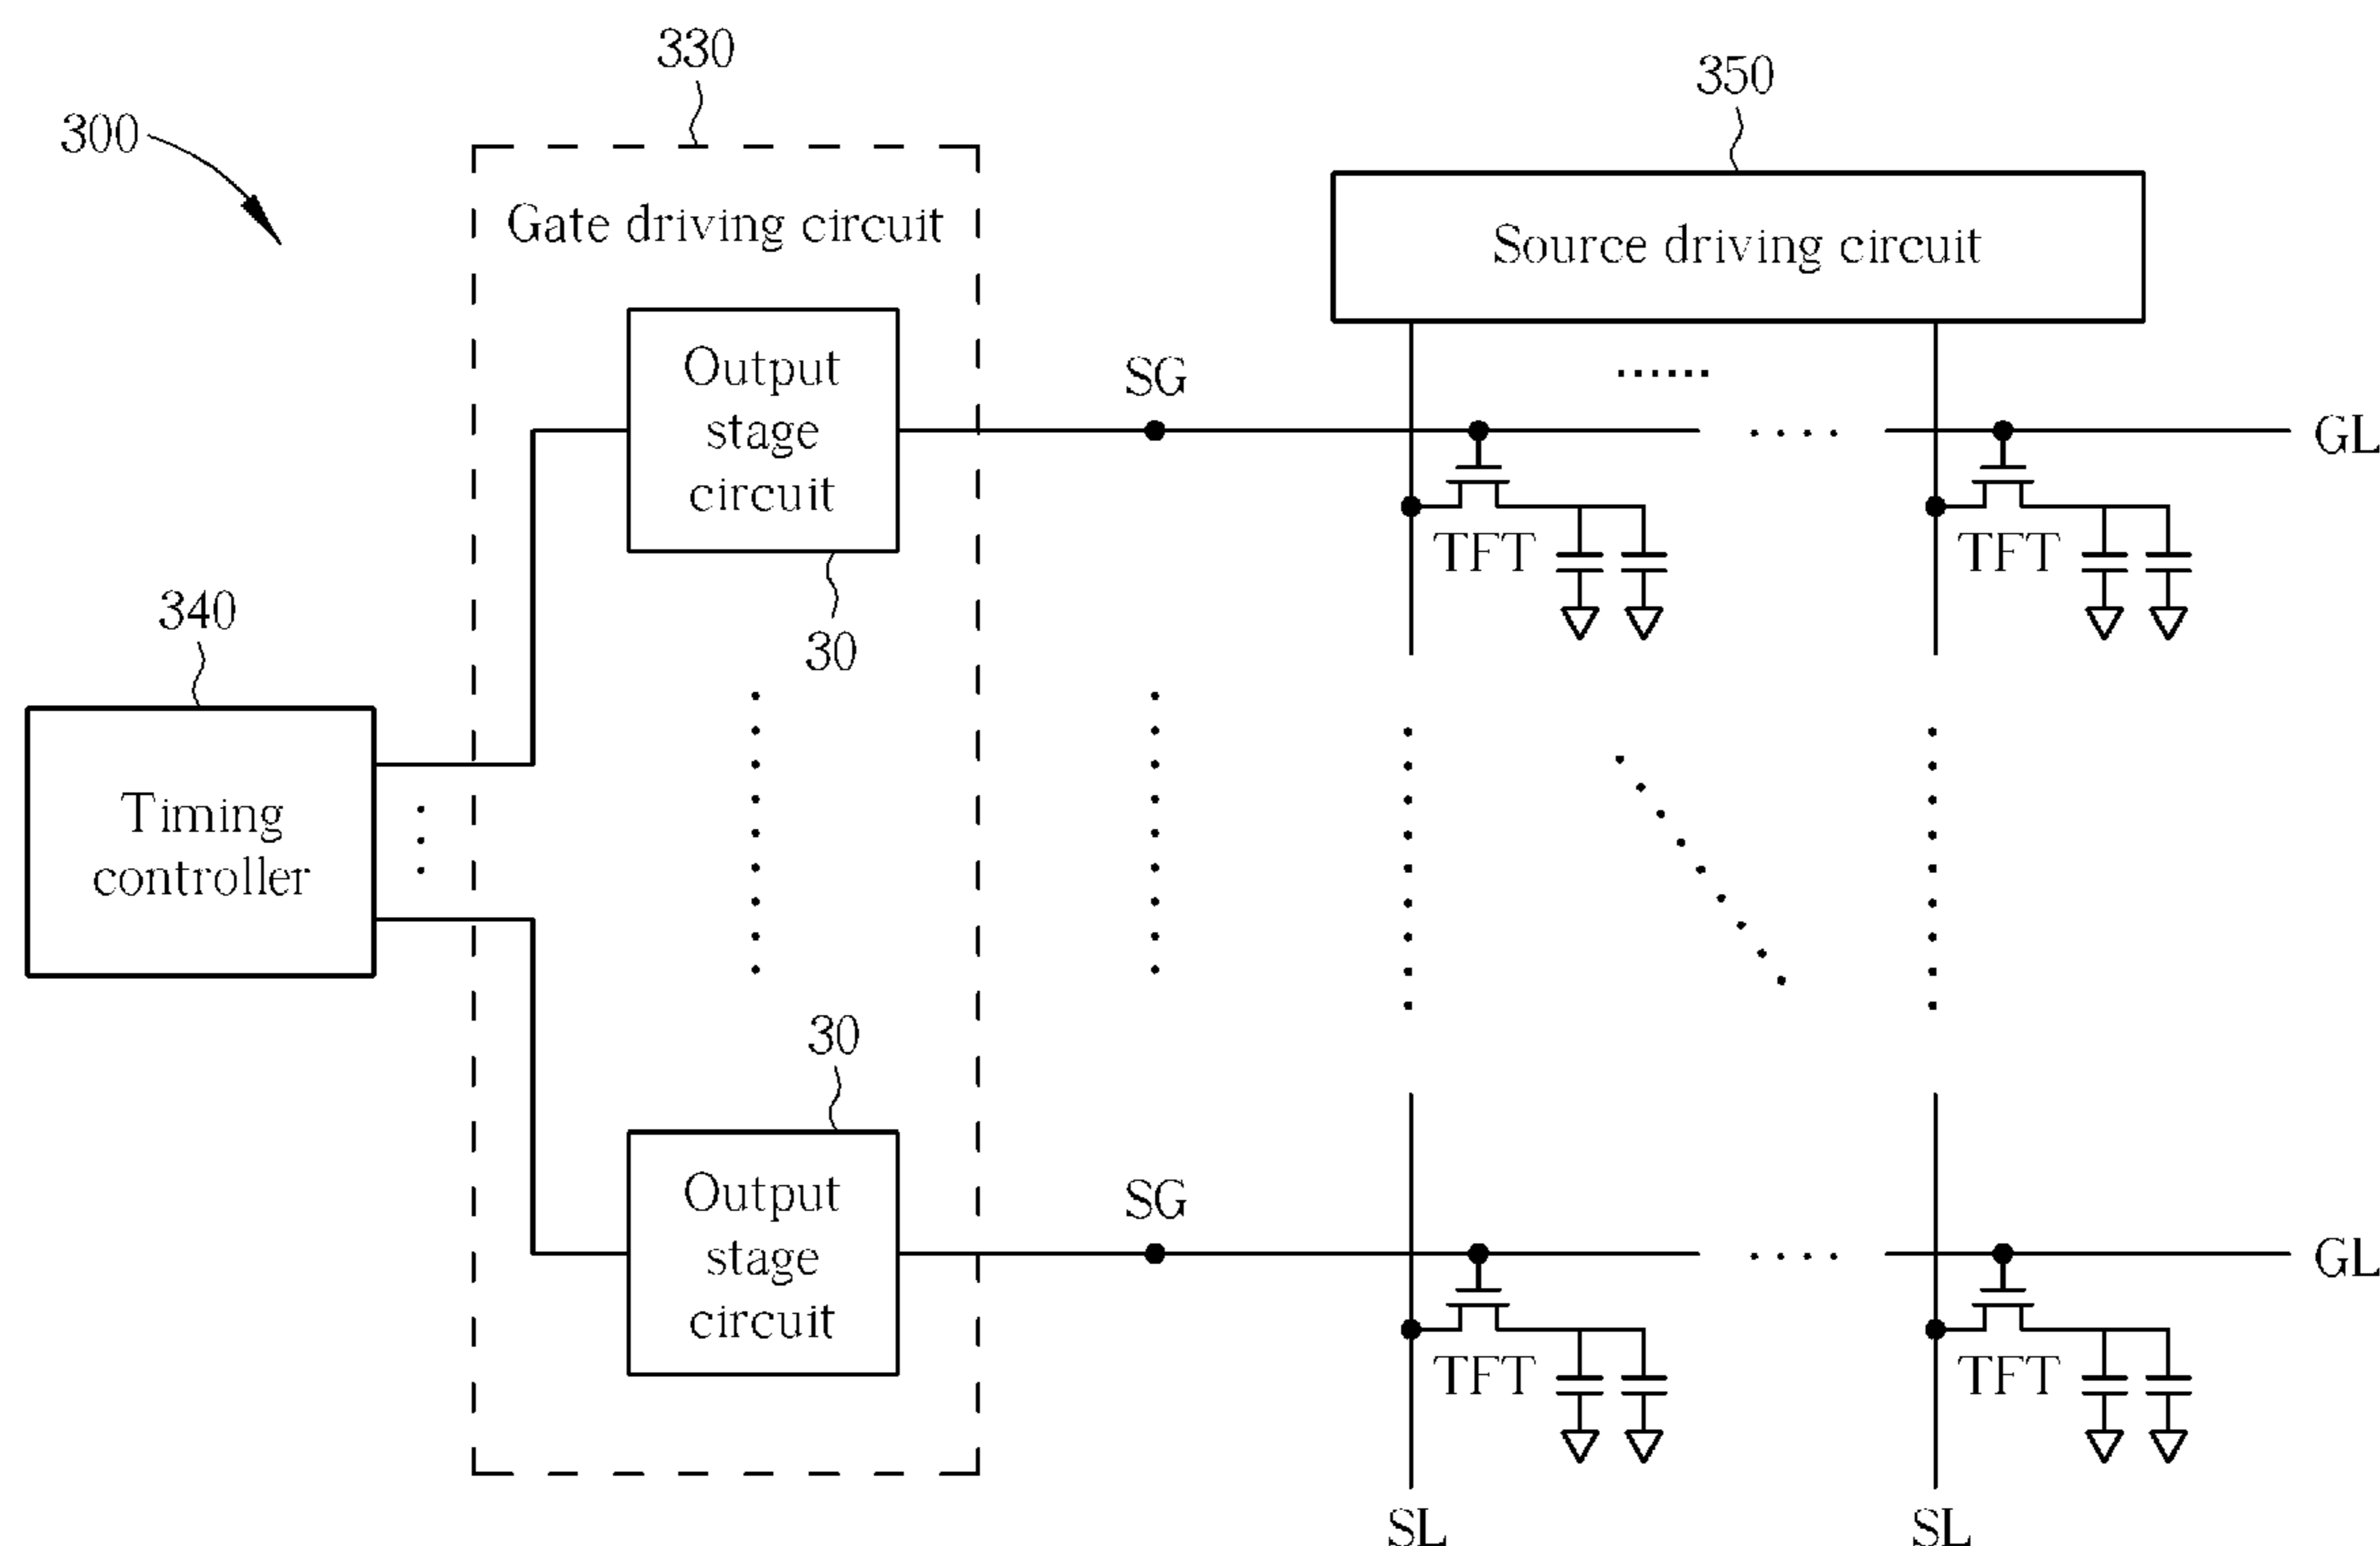 330
350
300
Gate driving circuit
Source driving circuit
Output
stage
circuit
SG
GL
TFT
TFT
30
340
Timing
controller
30
Output
stage
circuit
SG
GL
TFT
TFT
SL
SL